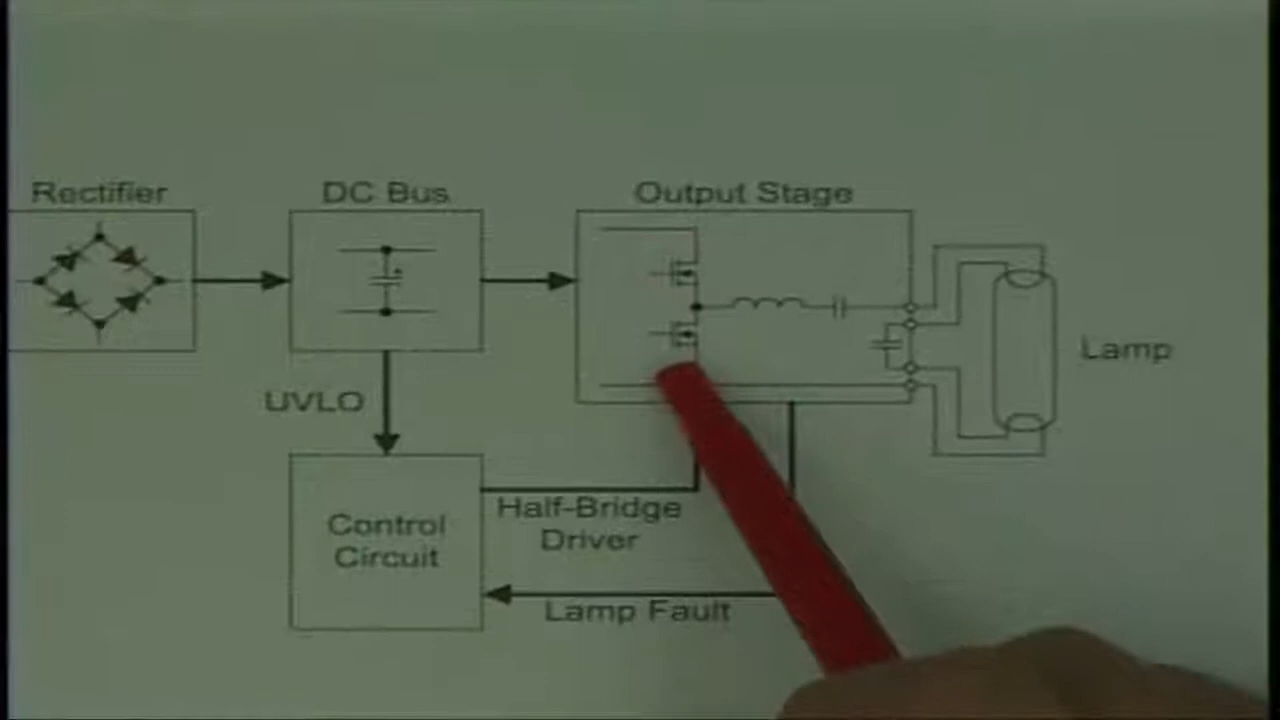 Rectifier
DC Bus
Output Stage
Lamp
UVLO
Half-Bridge
Driver
Control
Circuit
Lamp Fault